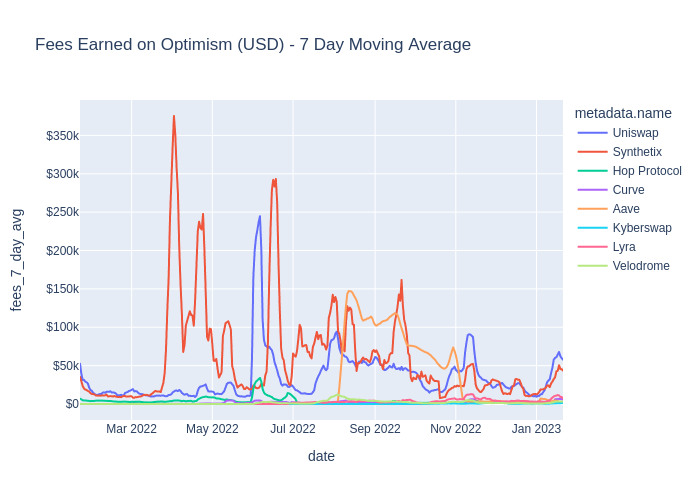 Fees Earned on Optimism (USD) - 7 Day Moving Average
metadata.name
Uniswap
Synthetix
Hop Protocol
Curve
Aave
Kyberswap
Lyra
Velodrome
fees_7_day_avg
$350k
$300k
$250k
$200k
$150k
$100k
$50k
$0
Mar 2022
May 2022
Jul 2022
Sep 2022
Nov 2022
Jan 2023
date